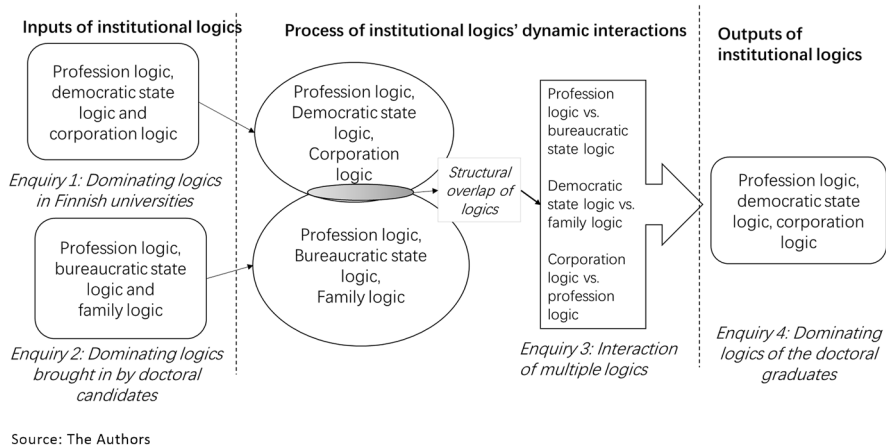 Inputs of institutional logics
Profession logic,
democratic state
logic and
corporation logic
Enquiry 1: Dominating logics
in Finnish universities
Profession logic,
bureaucratic state
logic and
family logic
Enquiry 2: Dominating logics
brought in by doctoral
candidates
Process of institutional logics’ dynamic interactions
Profession logic,
Democratic state
logic,
Corporation
logic
Structural
overlap of
logics
Profession logic,
Bureaucratic state
logic,
Family logic
Profession
logic vs.
bureaucratic
state logic
Democratic
state logic vs.
family logic
Corporation
logic vs.
profession
logic
Enquiry 3: Interaction
of multiple logics
Outputs of
institutional logics
Profession logic,
democratic state
logic, corporation
logic
Enquiry 4: Dominating
logics of the doctoral
graduates
Source: The Authors